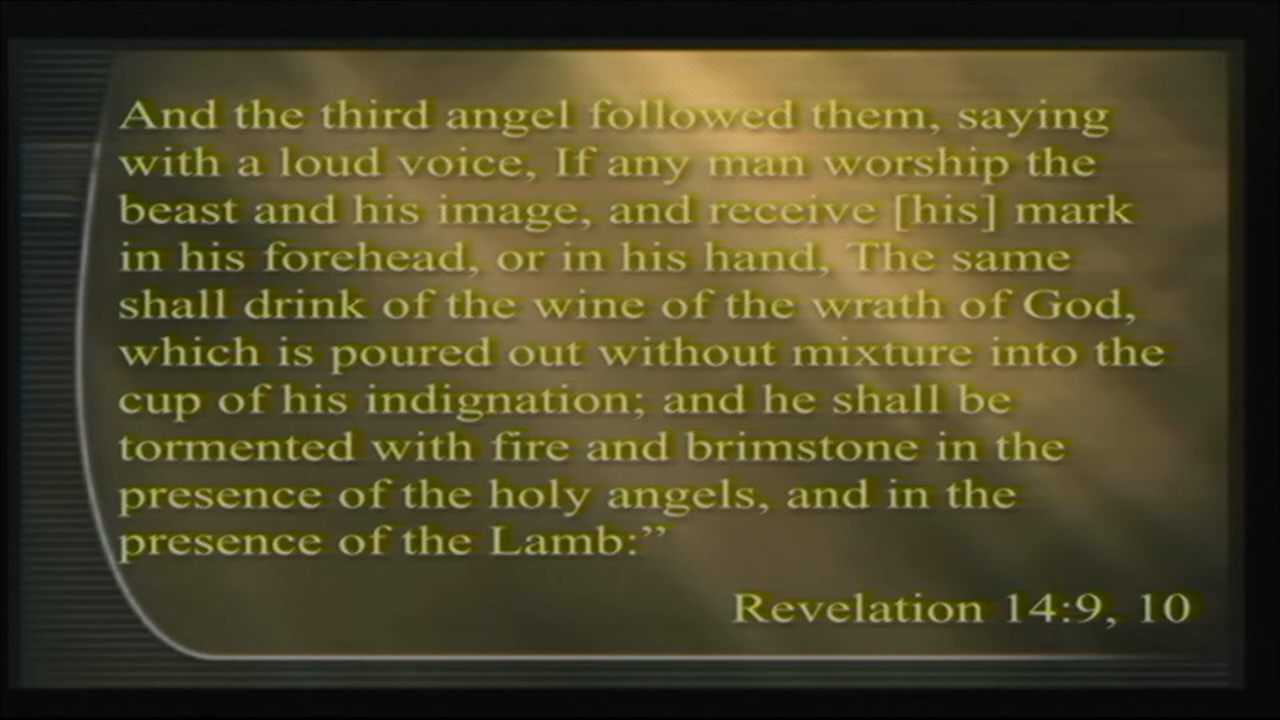 And the third angel followed them, saying
with a loud voice, If any man worship the
beast and his image, and receive [his] mark
in his forehead, or in his hand, The same
shall drink of the wine of the wrath of God,
which is poured out without mixture into the
cup of his indignation; and he shall be
tormented with fire and brimstone in the
presence of the holy angels, and in the
presence of the Lamb:”
Revelation 14:9, 10